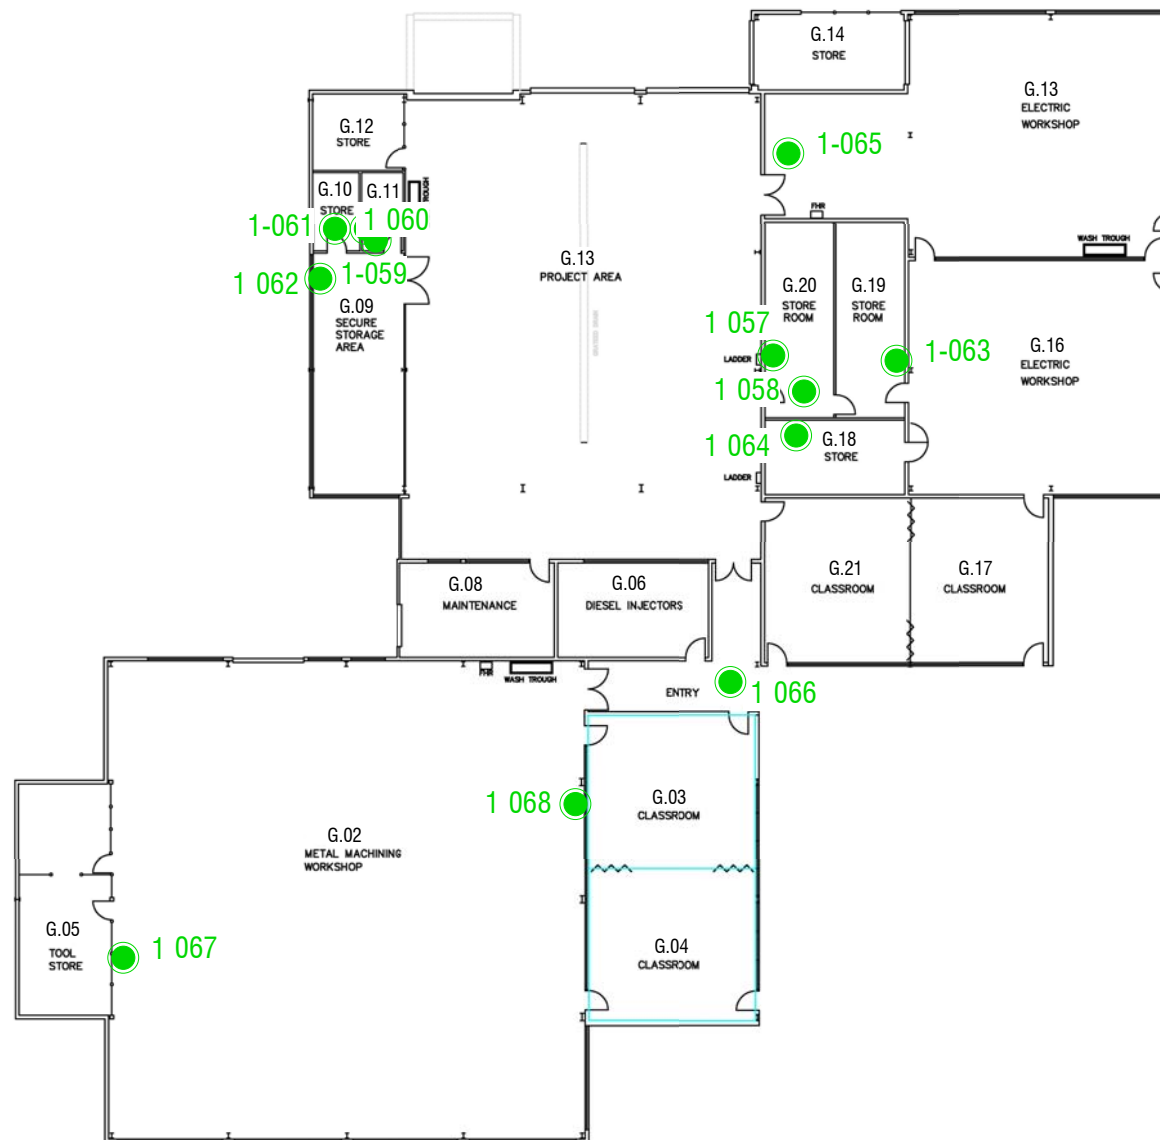 G.14
STORE
G.13
ELECTRIC
WORKSHOP
G.12
STORE
1-065
G.10
STORE
G.11
FHR
1-061
1 060
WASH TROUGH
1 062
1-059
G.13
PROJECT AREA
G.20
STORE
ROOM
G.19
STORE
ROOM
G.09
SECURE
STORAGE
AREA
1 057
LADDER
1-063
G.16
ELECTRIC
WORKSHOP
1 058
1 064
G.18
STORE
LADDER
G.08
MAINTENANCE
G.06
DIESEL INJECTORS
G.21
CLASSROOM
G.17
CLASSROOM
FHR
WASH TROUGH
ENTRY
1 066
1 068
G.03
CLASSROOM
G.02
METAL MACHINING
WORKSHOP
G.05
TOOL
STORE
1 067
G.04
CLASSROOM